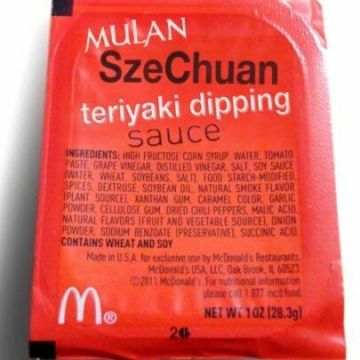 MULAN
SzeChuan
teriyaki dipping
sauce
INGREDIENTS: HIGH FRUCTOSE CORN SYRUP, WATER, TOMATO
PASTE, GRAPE VINEGAR, DISTILLED VINEGAR, SALT, SOY SAUCE
(WATER, WHEAT, SOYBEANS, SALT), FOOD STARCH-MODIFIED,
SPICES, DEXTROSE, SOYBEAN OIL, NATURAL SMOKE FLAVOR
(PLANT SOURCE), XANTHAN GUM, CARAMEL COLOR, GARLIC
POWDER, CELLULOSE GUM, DRIED CHILI PEPPERS, MALIC ACID,
NATURAL FLAVORS (FRUIT AND VEGETABLE SOURCE), ONION
POWDER, SODIUM BENZOATE (PRESERVATIVE), SUCCINIC ACID.
CONTAINS WHEAT AND SOY
Made in U.S.A. for exclusive use by McDonald's Restaurants.
McDonald's USA, LLC, Oak Brook, IL 60523
©2011 McDonald's. For nutritional information
please call 1 877 mcd food.
NET WT 1 OZ (28.3g)
M®
2